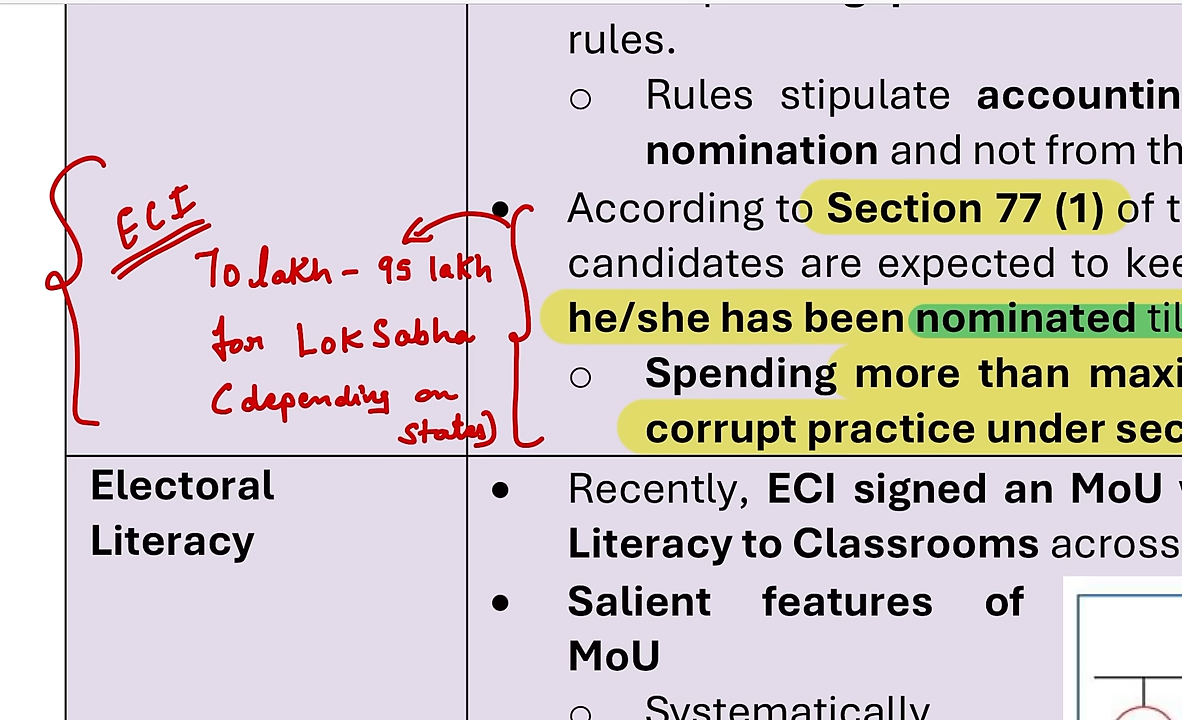 rules.
o Rules stipulate accountin
nomination and not from th
• According to Section 77 (1) of t
candidates are expected to kee
he/she has been nominated til
o Spending more than maxi
corrupt practice under sec
ECI
70 lakh - 95 lakh
for Lok Sabha
(depending on
states)
Electoral
Literacy
• Recently, ECI signed an MoU
Literacy to Classrooms across
• Salient features of
MoU
o Systematically